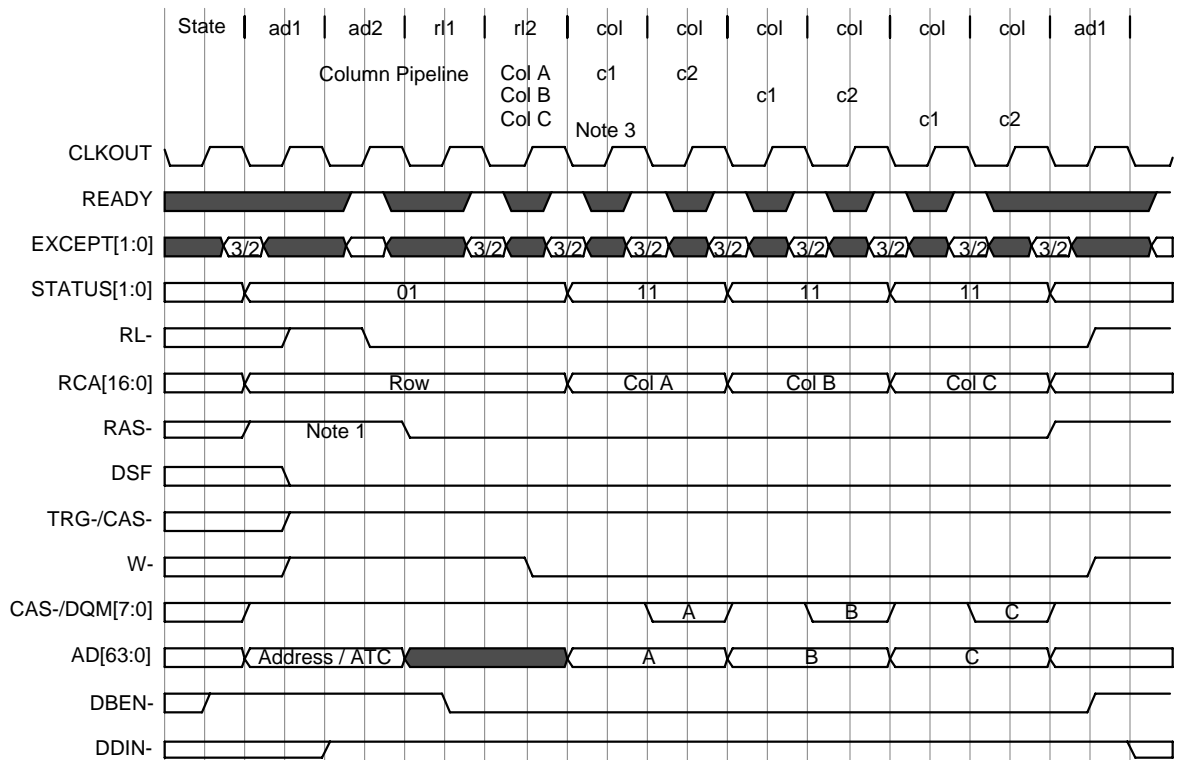 State ad1 ad2 rl1 rl2 col col col col col col ad1
Column Pipeline Col A c1 c2
Col B c1 c2
Col C c1 c2
Note 3
CLKOUT
READY
EXCEPT[1:0] 3/2 3/2 3/2 3/2 3/2 3/2 3/2 3/2 3/2
STATUS[1:0] 01 11 11 11
RL-
RCA[16:0] Row Col A Col B Col C
RAS- Note 1
DSF
TRG-/CAS-
W-
CAS-/DQM[7:0] A B C
AD[63:0] Address / ATC A B C
DBEN-
DDIN-